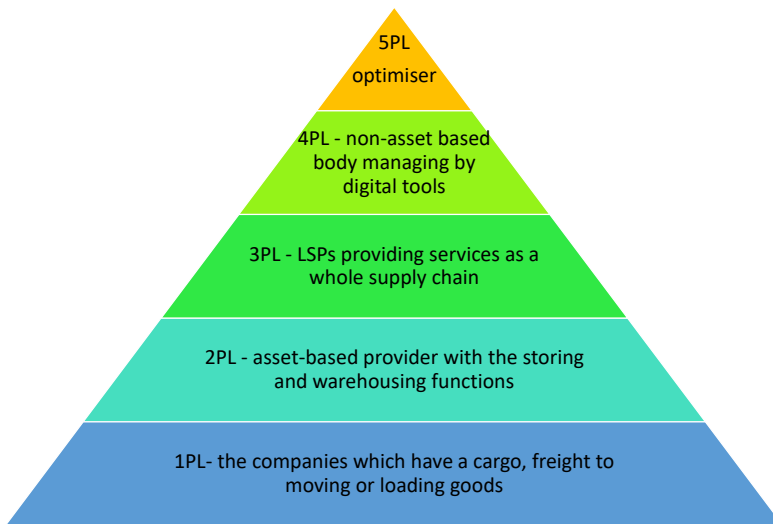 5PL
optimiser
4PL - non-asset based
body managing by
digital tools
3PL - LSPs providing services as a
whole supply chain
2PL - asset-based provider with the storing
and warehousing functions
1PL- the companies which have a cargo, freight to
moving or loading goods